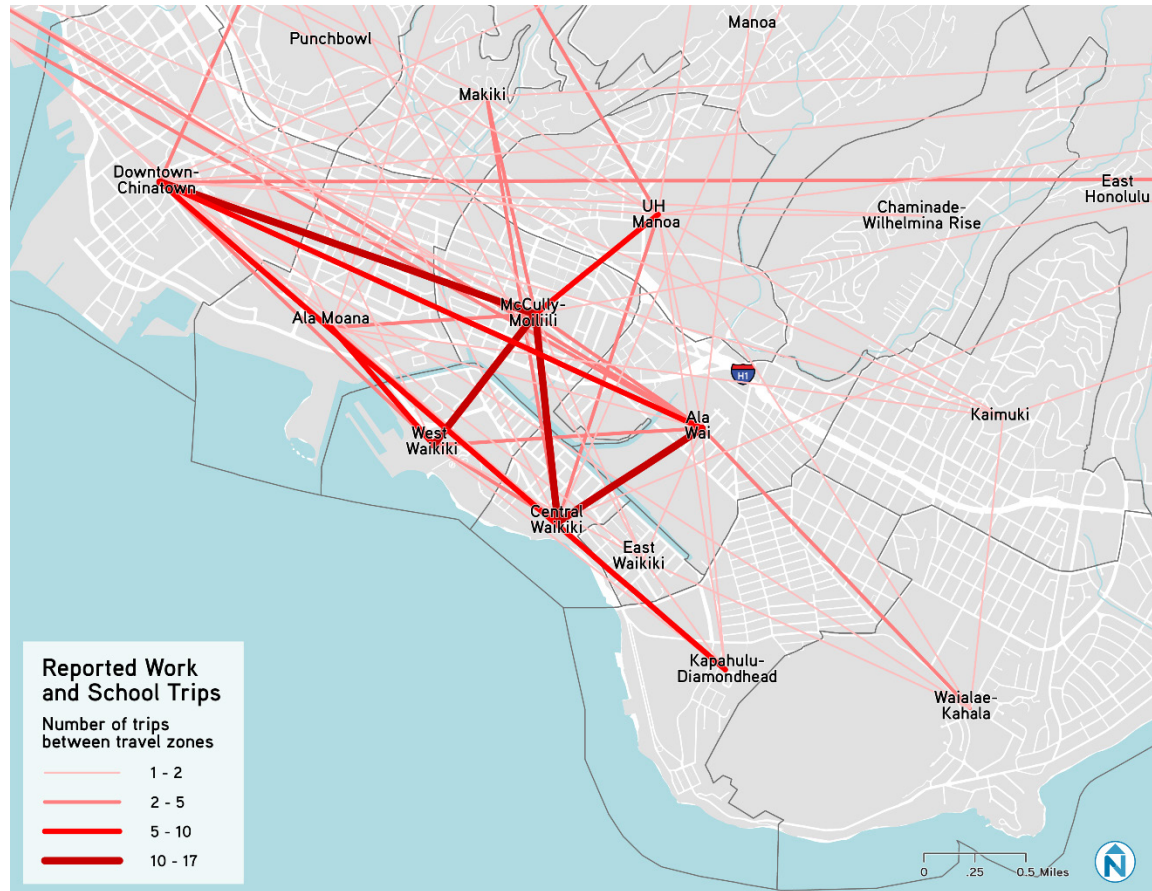 Punchbowl
Manoa
Makiki
Downtown-
Chinatown
UH
Manoa
Chaminade-
Wilhelmina Rise
East
Honolulu
McCully-
Moiliili
Ala Moana
H1
Kaimuki
Ala
Wai
West
Waikiki
Central
Waikiki
East
Waikiki
Kapahulu-
Diamondhead
Waialae-
Kahala
Reported Work
and School Trips
Number of trips
between travel zones
1 - 2
2 - 5
5 - 10
10 - 17
0 .25 0.5 Miles
N